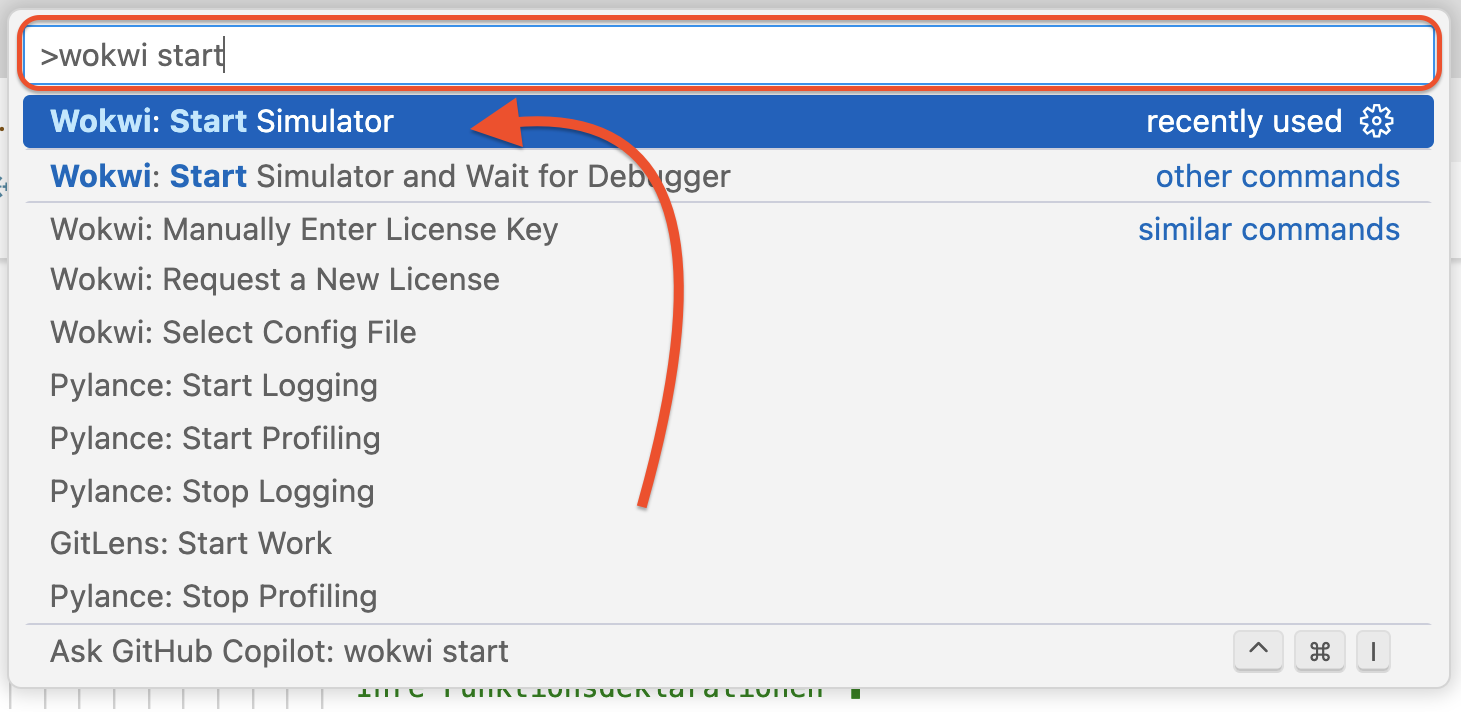 >wokwi start
Wokwi: Start Simulator recently used
Wokwi: Start Simulator and Wait for Debugger other commands
Wokwi: Manually Enter License Key similar commands
Wokwi: Request a New License
Wokwi: Select Config File
Pylance: Start Logging
Pylance: Start Profiling
Pylance: Stop Logging
GitLens: Start Work
Pylance: Stop Profiling
Ask GitHub Copilot: wokwi start ^ ⌘ I
Ihre Funktionsdeklarationen